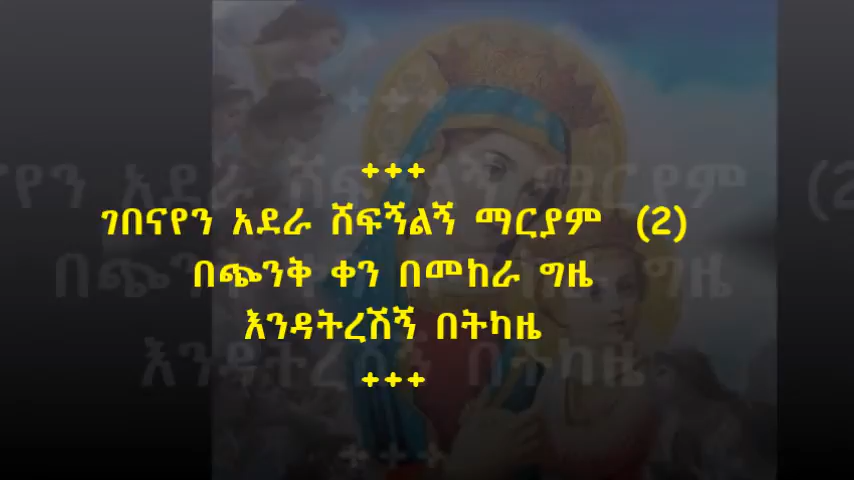 +++
ገበናየን አደራ ሸፍኝልኝ ማርያም (2)
በጭንቅ ቀን በመከራ ግዜ
እንዳትረሽኝ በትካዜ
+++